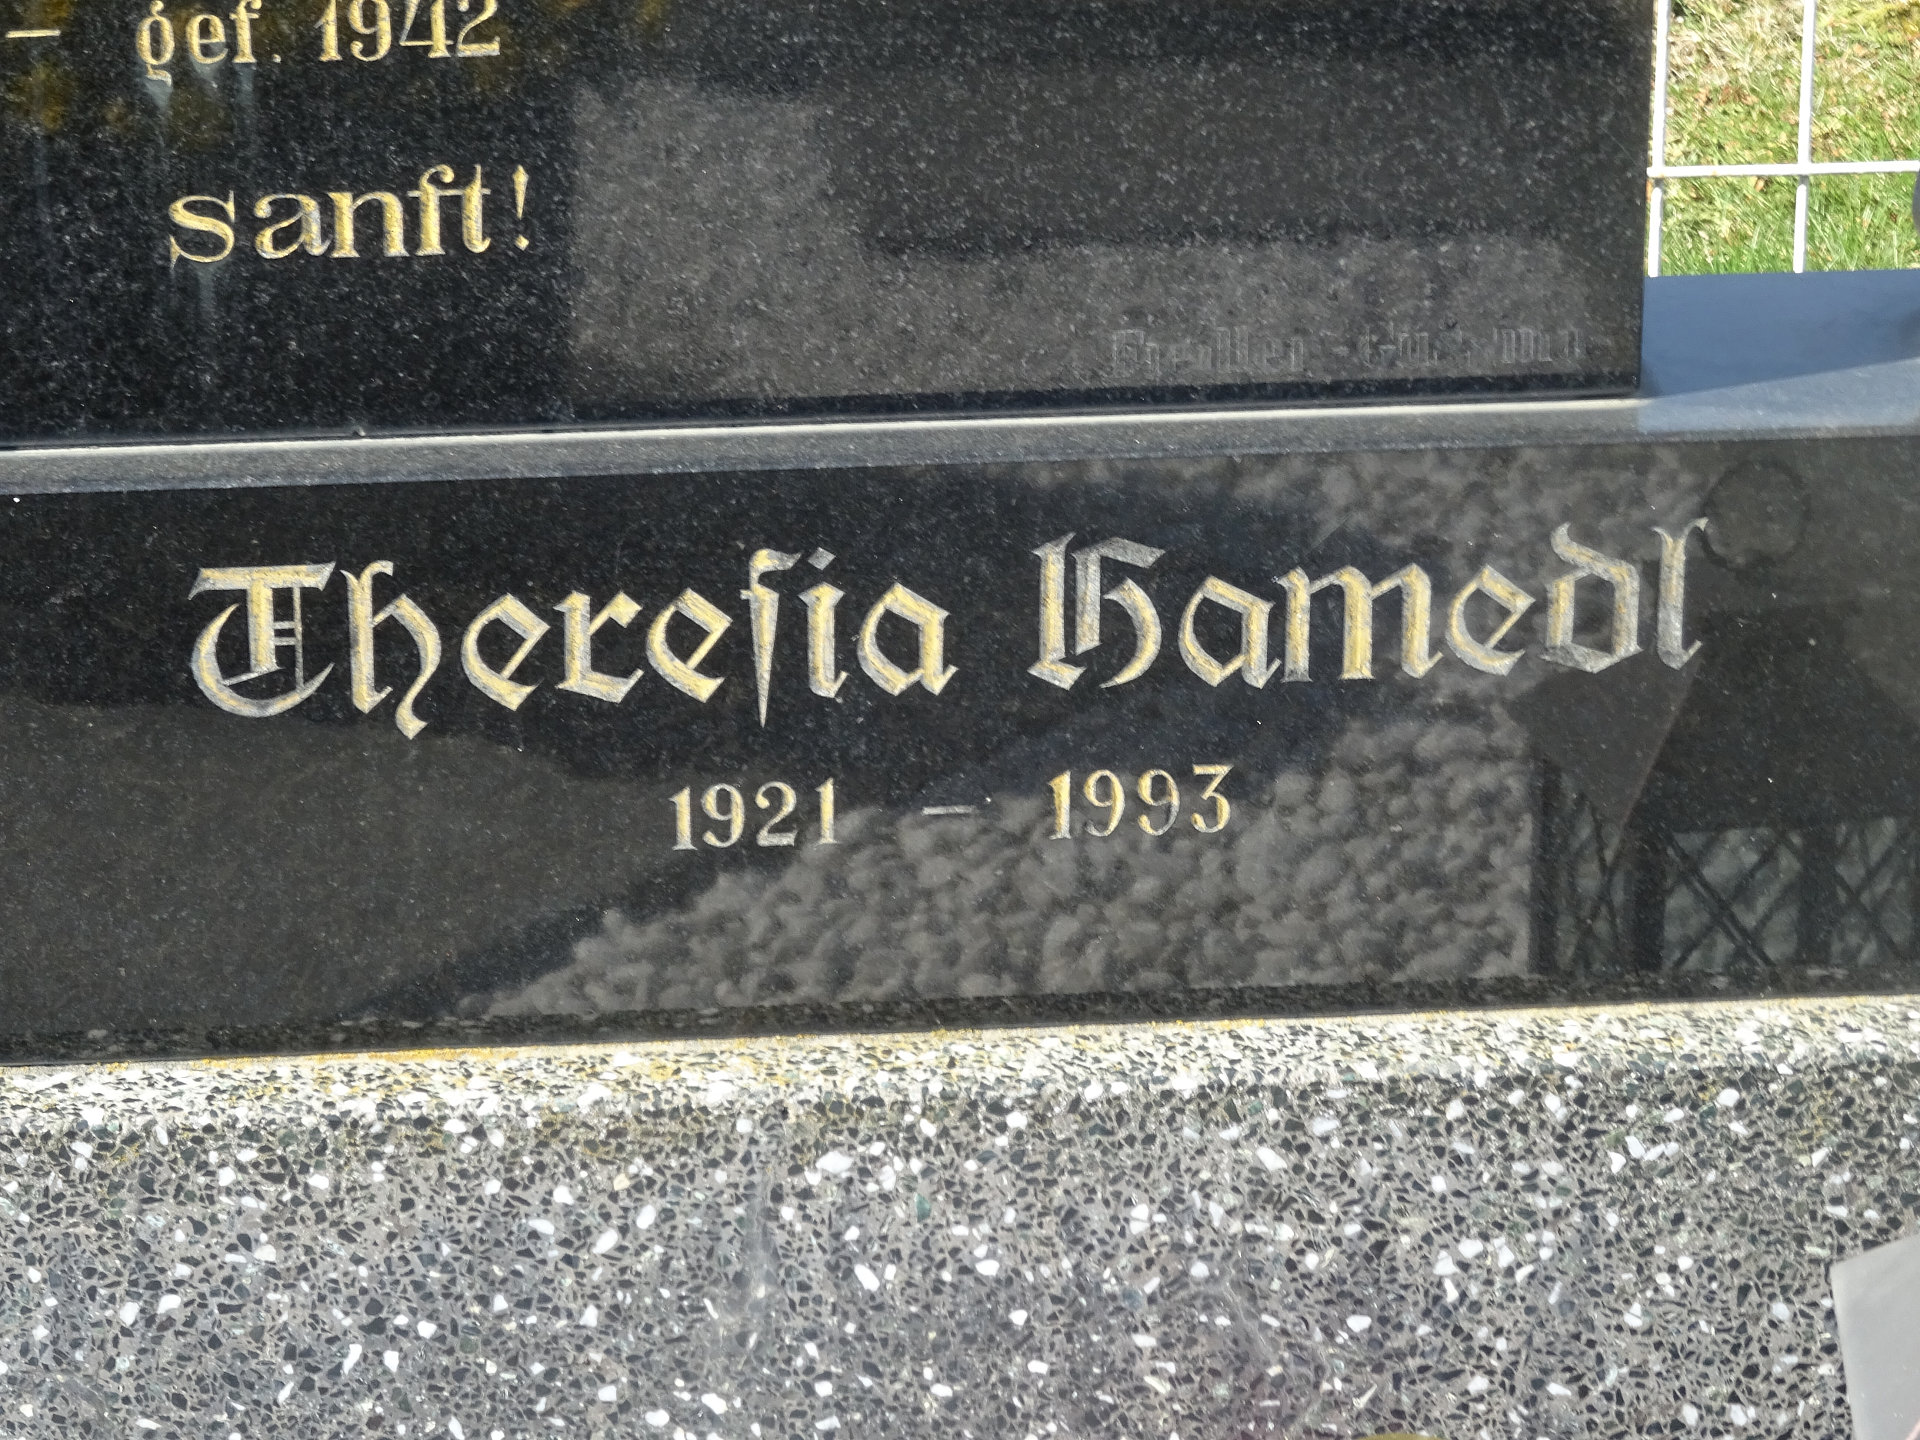 – gef. 1942
sanft!
Theresia Hamedl
1921 – 1993